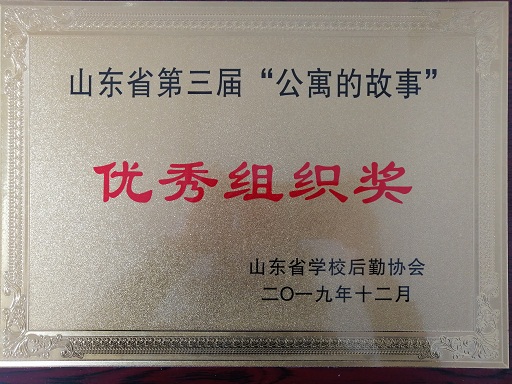 山东省第三届“公寓的故事”
优秀组织奖
山东省学校后勤协会
二〇一九年十二月